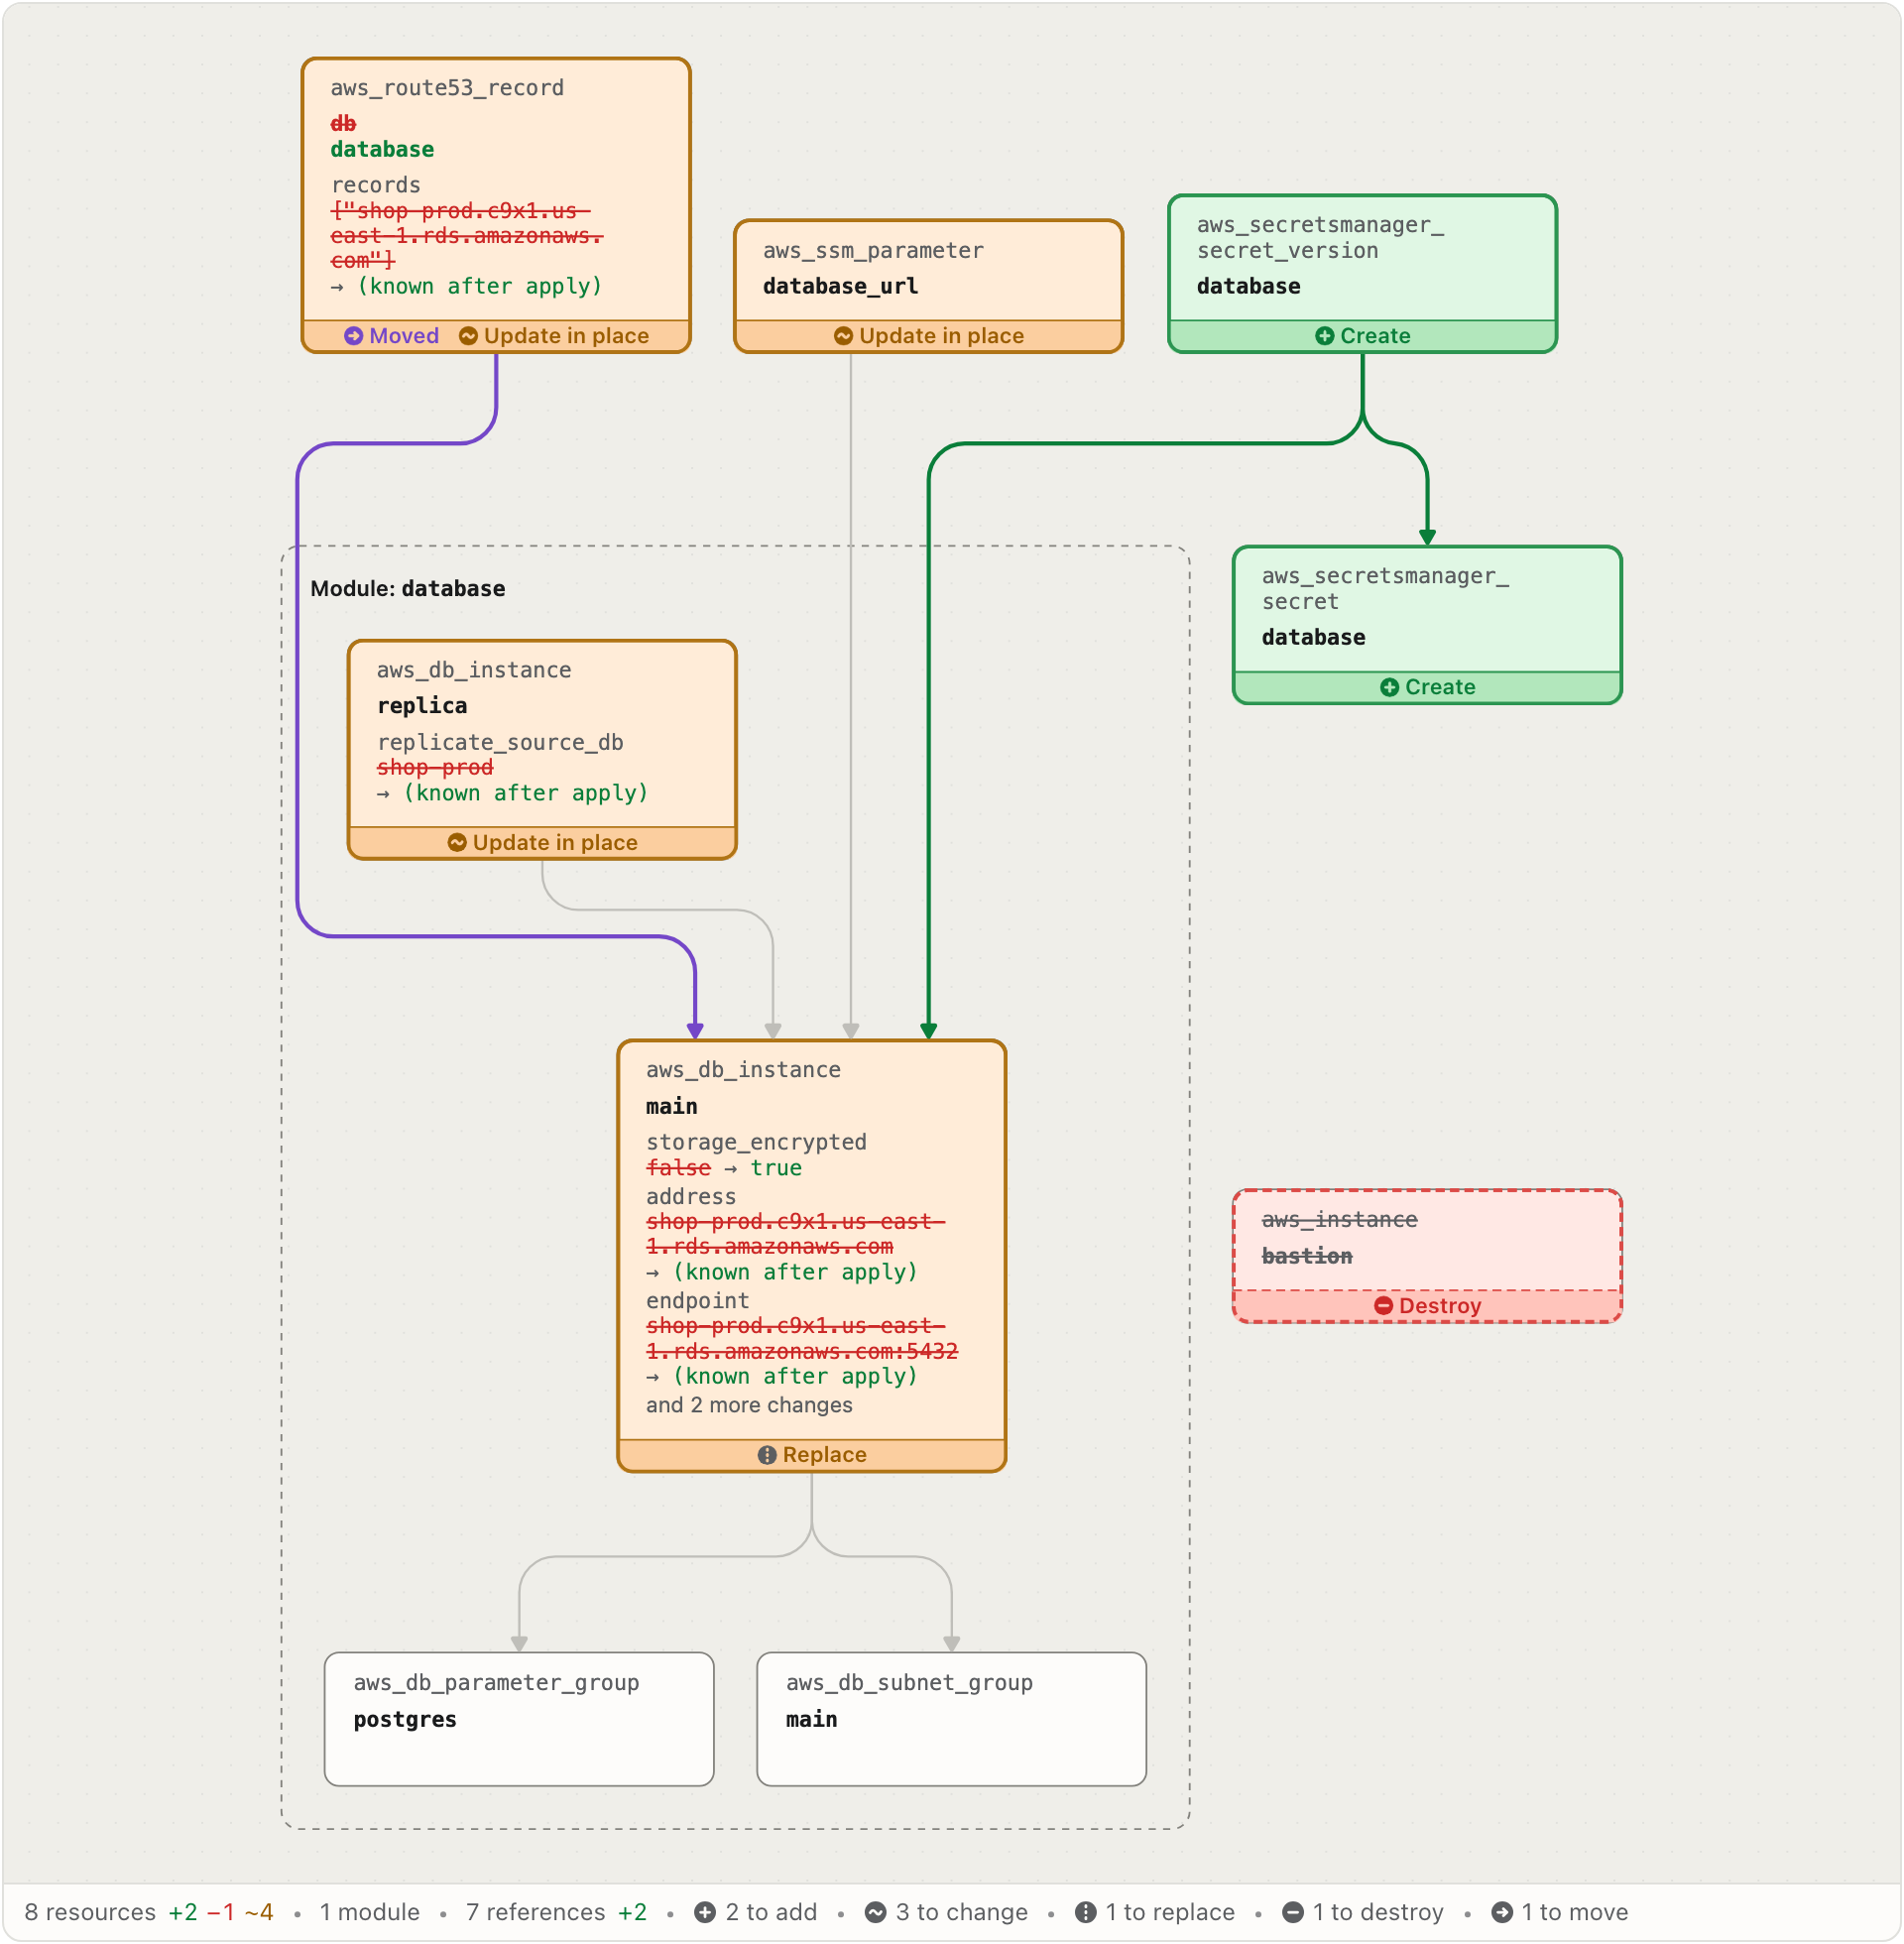 aws_route53_record
db
database
records
["shop-prod.c9x1.us-
east-1.rds.amazonaws.
com"]
→ (known after apply)
Moved Update in place
aws_ssm_parameter
database_url
Update in place
aws_secretsmanager_
secret_version
database
Create
aws_secretsmanager_
secret
database
Create
Module: database
aws_db_instance
replica
replicate_source_db
shop-prod
→ (known after apply)
Update in place
aws_db_instance
main
storage_encrypted
false → true
address
shop-prod.c9x1.us-east-
1.rds.amazonaws.com
→ (known after apply)
endpoint
shop-prod.c9x1.us-east-
1.rds.amazonaws.com:5432
→ (known after apply)
and 2 more changes
Replace
aws_instance
bastion
Destroy
aws_db_parameter_group
postgres
aws_db_subnet_group
main
8 resources +2 −1 ~4 • 1 module • 7 references +2 • 2 to add • 3 to change • 1 to replace • 1 to destroy • 1 to move